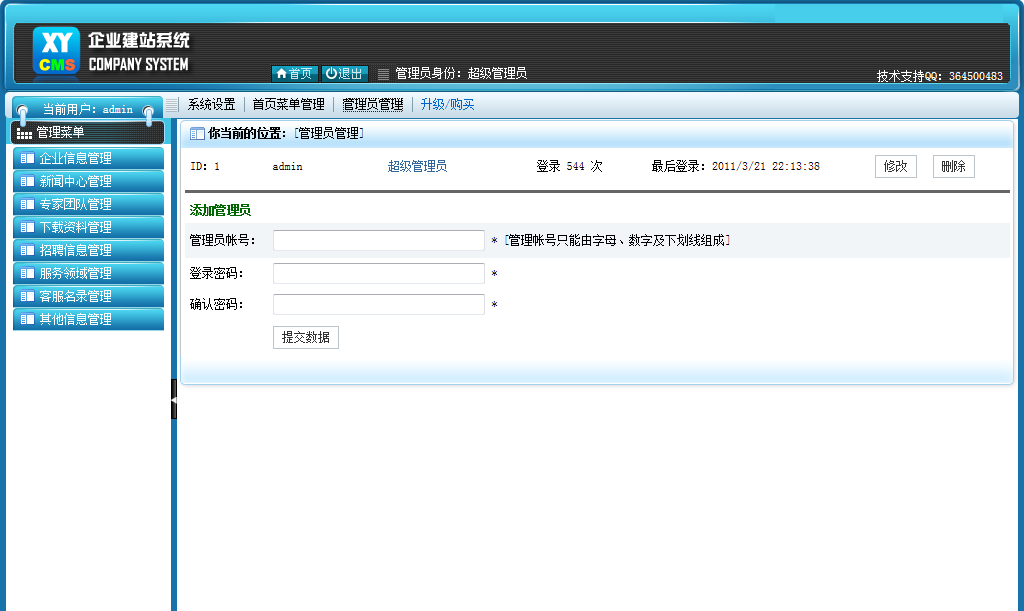 XY CMS 企业建站系统
COMPANY SYSTEM
首页 退出 管理员身份：超级管理员
技术支持QQ：364500483
当前用户：admin
系统设置 首页菜单管理 管理员管理 升级/购买
管理菜单
企业信息管理
新闻中心管理
专家团队管理
下载资料管理
招聘信息管理
服务领域管理
客服名录管理
其他信息管理
你当前的位置：[管理员管理]
ID：1 admin 超级管理员 登录 544 次 最后登录：2011/3/21 22:13:38 修改 删除
添加管理员
管理员帐号： * [管理帐号只能由字母、数字及下划线组成]
登录密码： *
确认密码： *
提交数据